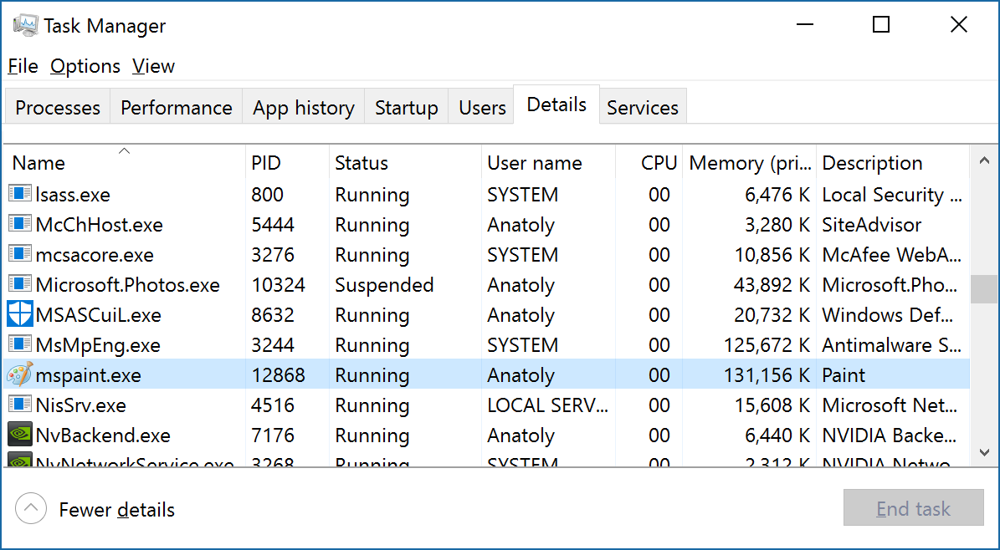 Task Manager
File Options View
Processes Performance App history Startup Users Details Services
Name PID Status User name CPU Memory (pri... Description
lsass.exe 800 Running SYSTEM 00 6,476 K Local Security ...
McChHost.exe 5444 Running Anatoly 00 3,280 K SiteAdvisor
mcsacore.exe 3276 Running SYSTEM 00 10,856 K McAfee WebA...
Microsoft.Photos.exe 10324 Suspended Anatoly 00 43,892 K Microsoft.Pho...
MSASCuiL.exe 8632 Running Anatoly 00 20,732 K Windows Def...
MsMpEng.exe 3244 Running SYSTEM 00 125,672 K Antimalware S...
mspaint.exe 12868 Running Anatoly 00 131,156 K Paint
NisSrv.exe 4516 Running LOCAL SERV... 00 15,608 K Microsoft Net...
NvBackend.exe 7176 Running Anatoly 00 6,440 K NVIDIA Backe...
NvNetworkService.exe 3268 Running SYSTEM 00 2,312 K NVIDIA Netwo
Fewer details
End task